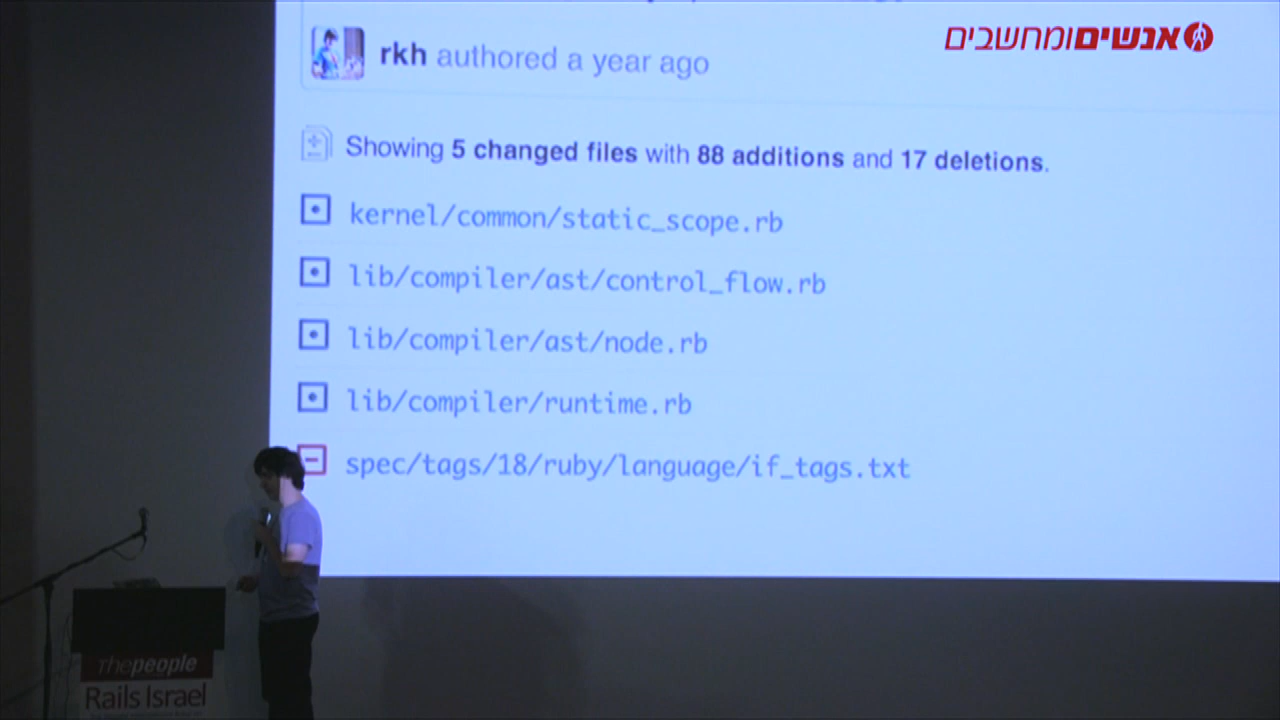 אנשיםומחשבים
rkh authored a year ago
Showing 5 changed files with 88 additions and 17 deletions.
kernel/common/static_scope.rb
lib/compiler/ast/control_flow.rb
lib/compiler/ast/node.rb
lib/compiler/runtime.rb
spec/tags/18/ruby/language/if_tags.txt
Thepeople
Rails Israel